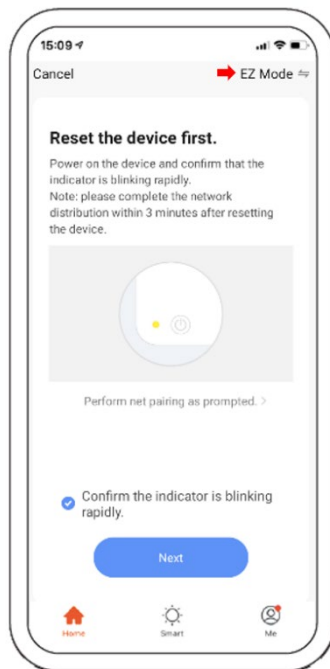 15:09
Cancel
EZ Mode
Reset the device first.
Power on the device and confirm that the
indicator is blinking rapidly.
Note: please complete the network
distribution within 3 minutes after resetting
the device.
Perform net pairing as prompted. >
Confirm the indicator is blinking
rapidly.
Next
Home
Smart
Me